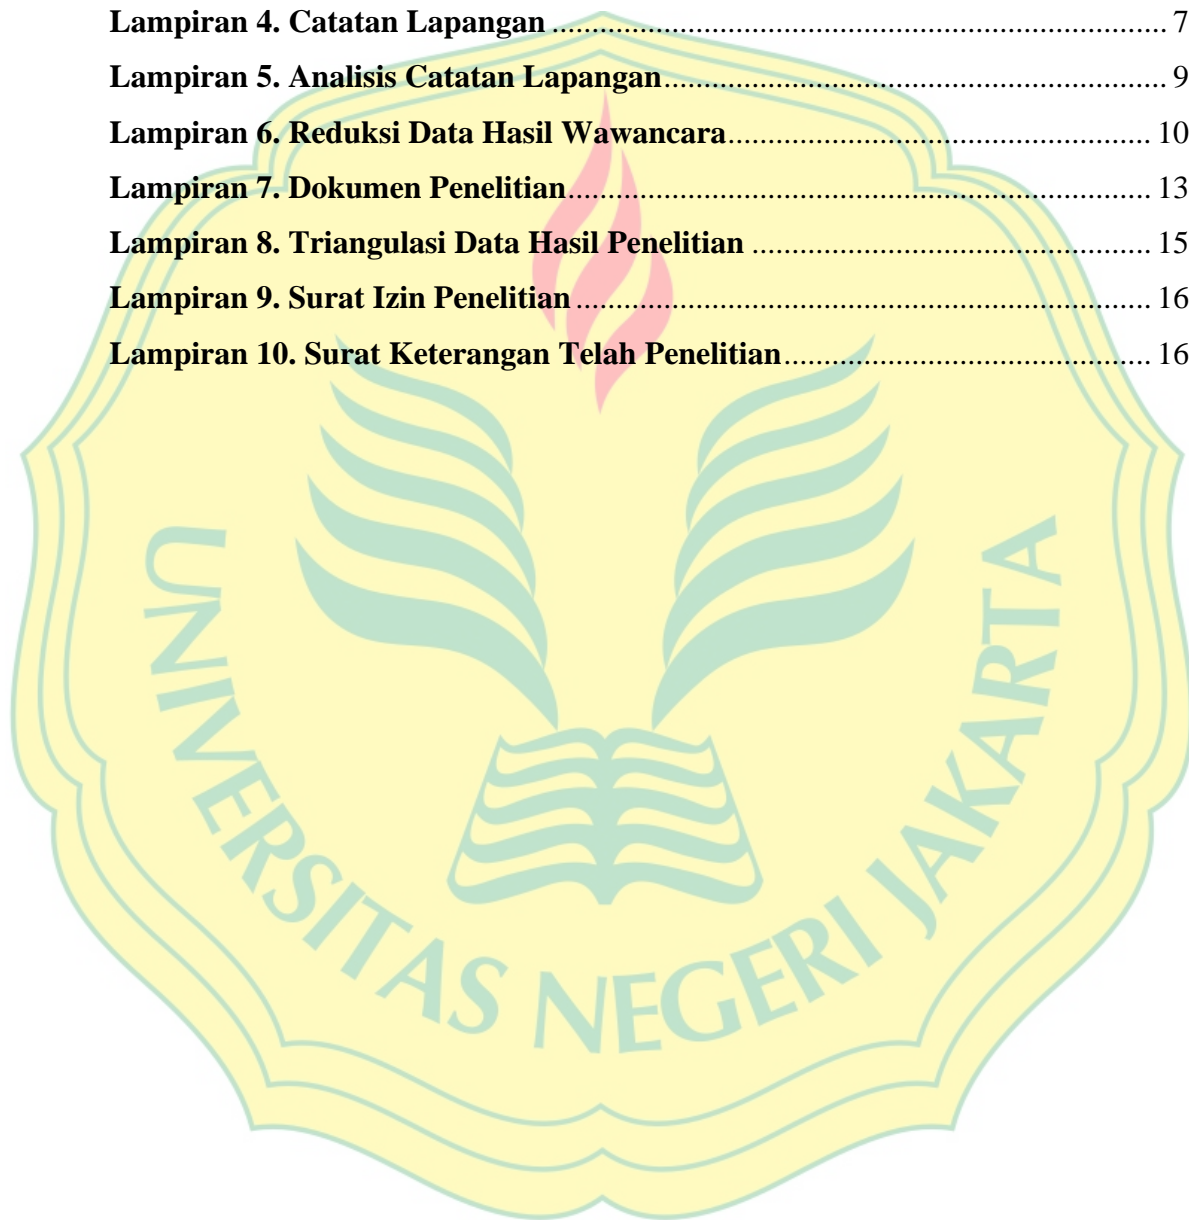 Lampiran 4. Catatan Lapangan ........................................................................... 7
Lampiran 5. Analisis Catatan Lapangan............................................................. 9
Lampiran 6. Reduksi Data Hasil Wawancara.................................................... 10
Lampiran 7. Dokumen Penelitian....................................................................... 13
Lampiran 8. Triangulasi Data Hasil Penelitian ................................................. 15
Lampiran 9. Surat Izin Penelitian ...................................................................... 16
Lampiran 10. Surat Keterangan Telah Penelitian............................................. 16
UNIVERSITAS NEGERI JAKARTA